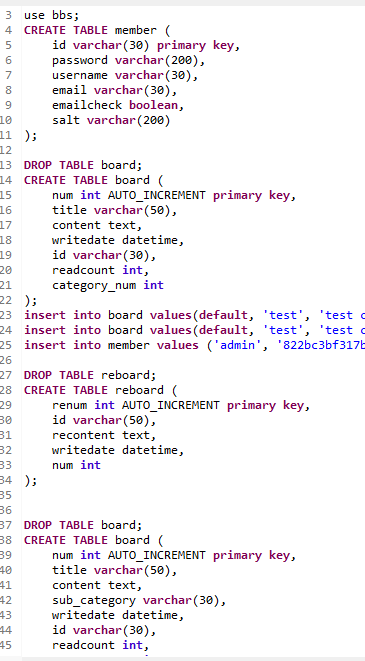 3 use bbs;
4 CREATE TABLE member (
5 id varchar(30) primary key,
6 password varchar(200),
7 username varchar(30),
8 email varchar(30),
9 emailcheck boolean,
10 salt varchar(200)
11 );
12
13 DROP TABLE board;
14 CREATE TABLE board (
15 num int AUTO_INCREMENT primary key,
16 title varchar(50),
17 content text,
18 writedate datetime,
19 id varchar(30),
20 readcount int,
21 category_num int
22 );
23 insert into board values(default, 'test', 'test
24 insert into board values(default, 'test', 'test
25 insert into member values ('admin', '822bc3bf317b
26
27 DROP TABLE reboard;
28 CREATE TABLE reboard (
29 renum int AUTO_INCREMENT primary key,
30 id varchar(50),
31 recontent text,
32 writedate datetime,
33 num int
34 );
35
36
37 DROP TABLE board;
38 CREATE TABLE board (
39 num int AUTO_INCREMENT primary key,
40 title varchar(50),
41 content text,
42 sub_category varchar(30),
43 writedate datetime,
44 id varchar(30),
45 readcount int,